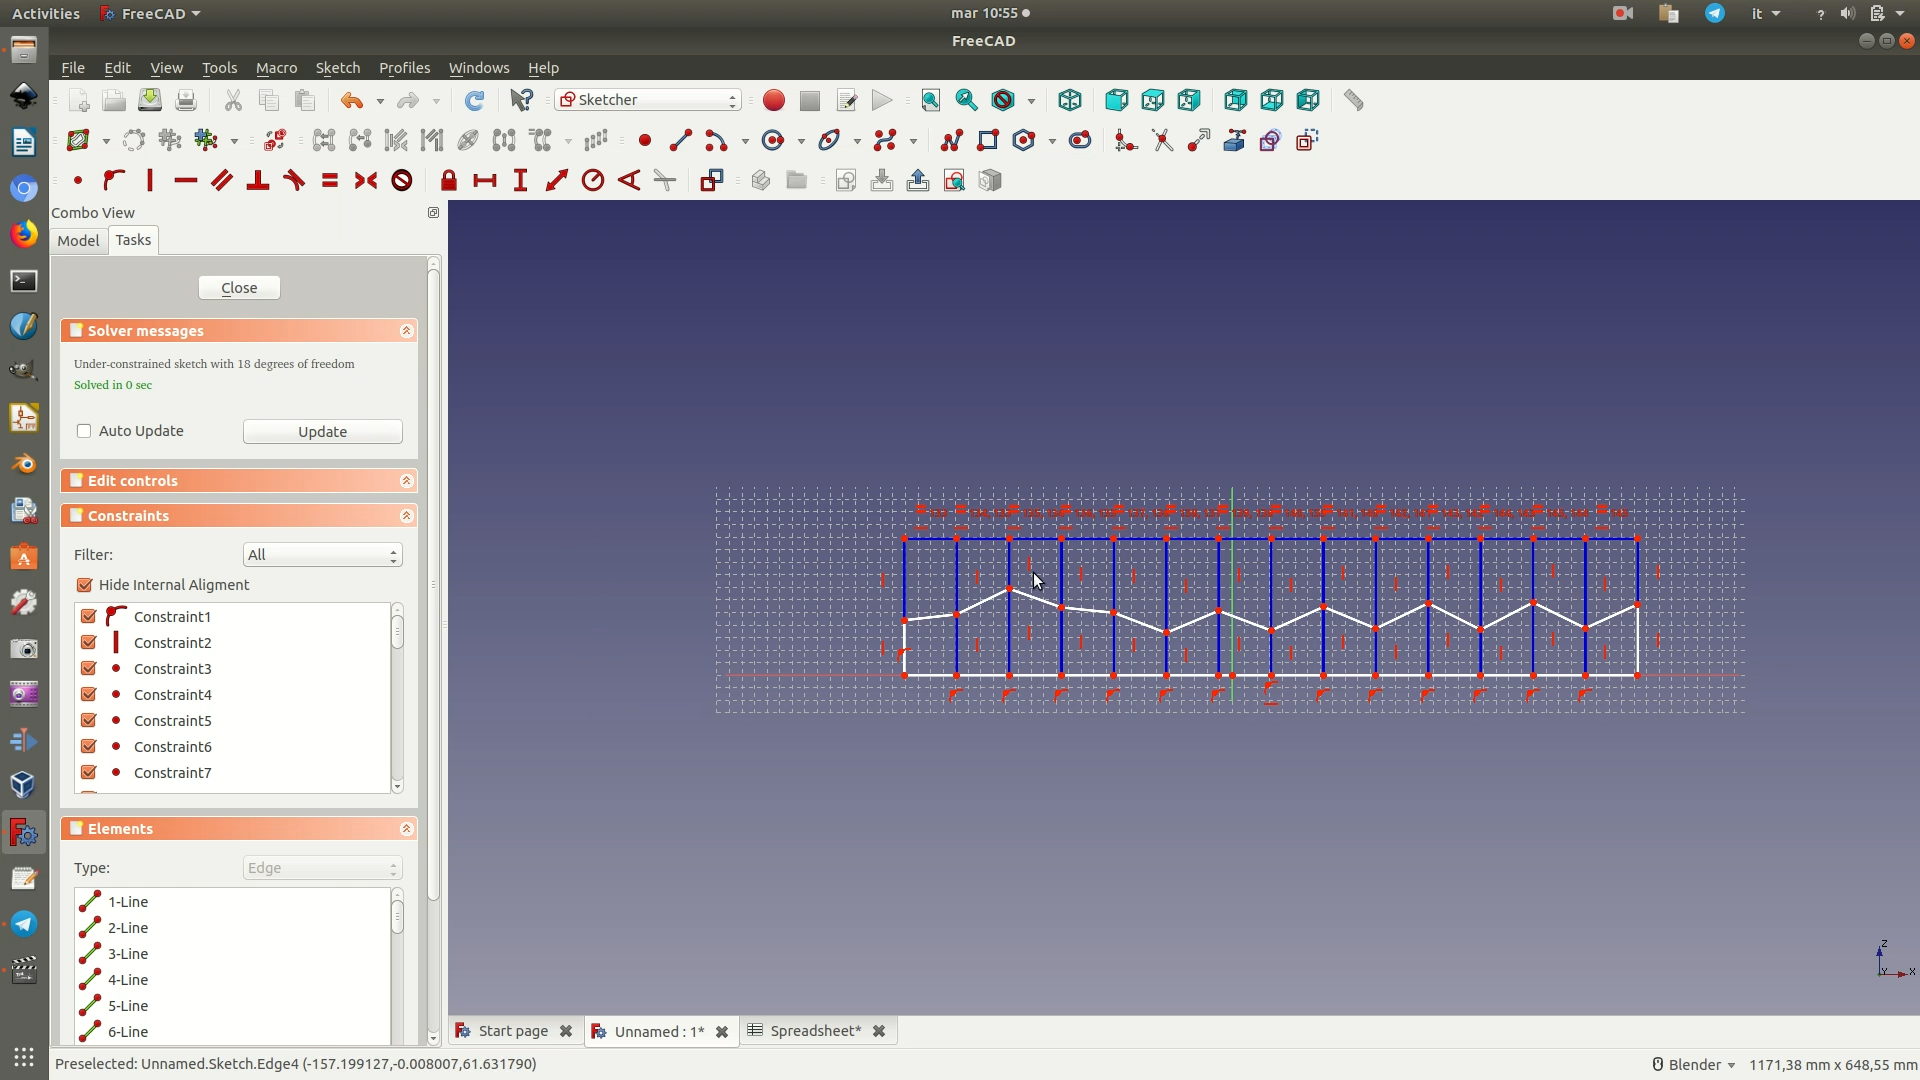 Activities FreeCAD mar 10:55 it ?
FreeCAD
File Edit View Tools Macro Sketch Profiles Windows Help
Sketcher
Combo View
Model Tasks
Close
Solver messages
Under-constrained sketch with 18 degrees of freedom
Solved in 0 sec
Auto Update Update
Edit controls
Constraints
Filter: All
Hide Internal Aligment
Constraint1
Constraint2
Constraint3
Constraint4
Constraint5
Constraint6
Constraint7
Elements
Type: Edge
1-Line
2-Line
3-Line
4-Line
5-Line
6-Line
Z
Y X
Start page Unnamed : 1* Spreadsheet*
Preselected: Unnamed.Sketch.Edge4 (-157.199127,-0.008007,61.631790) Blender 1171,38 mm x 648,55 mm